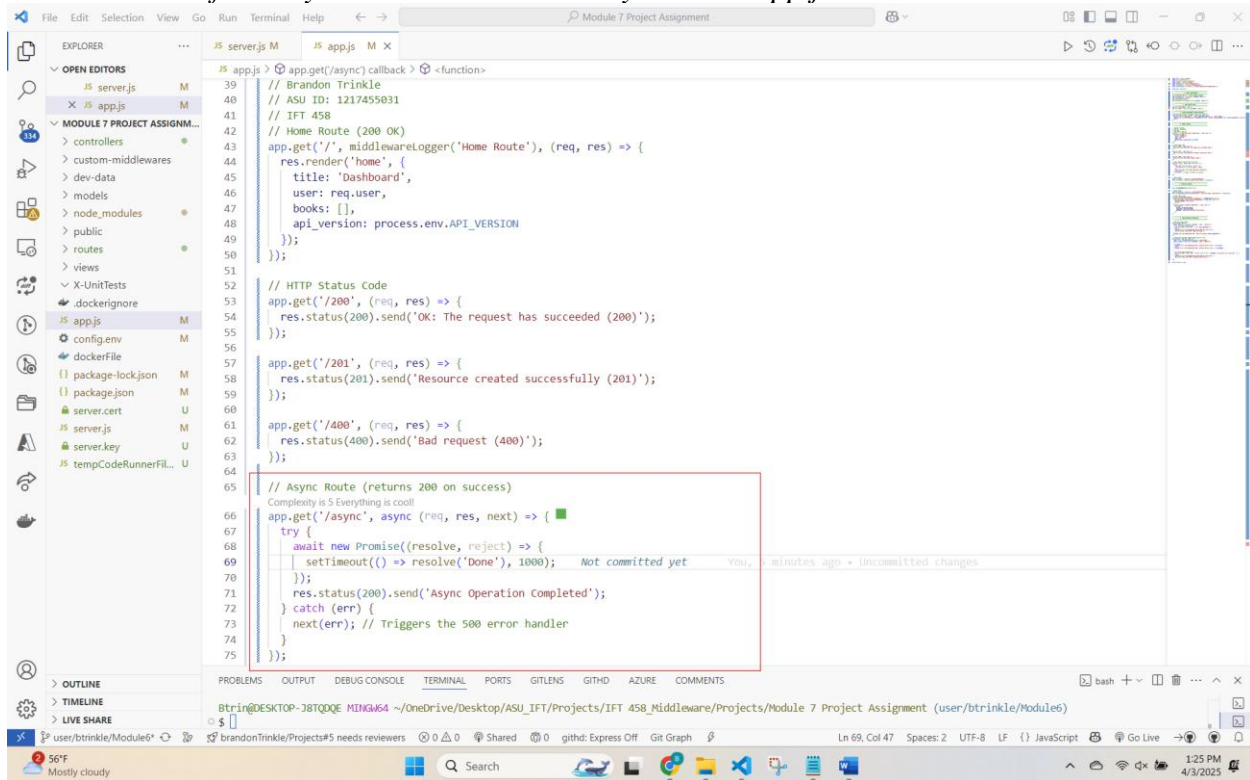 File Edit Selection View Go Run Terminal Help
Module 7 Project Assignment
EXPLORER
OPEN EDITORS
JS server.js M
JS app.js M
MODULE 7 PROJECT ASSIGNM...
controllers
custom-middlewares
dev-data
models
node_modules
public
routes
views
X-UnitTests
.dockerignore
JS app.js M
config.env M
dockerFile
{} package-lock.json M
{} package.json M
server.cert U
JS server.js M
server.key U
JS tempCodeRunnerFil... U
OUTLINE
TIMELINE
LIVE SHARE
334
JS server.js M JS app.js M
JS app.js > app.get('/async') callback > <function>
39 // Brandon Trinkle
40 // ASU ID: 1217455031
41 // IFT 458
42 // Home Route (200 OK)
43 app.get('/', middlewareLogger('Home Route'), (req, res) => {
44 res.render('home', {
45 title: 'Dashboard',
46 user: req.user,
47 books: [],
48 api_version: process.env.API_VERSION
49 });
50 });
51
52 // HTTP Status Code
53 app.get('/200', (req, res) => {
54 res.status(200).send('OK: The request has succeeded (200)');
55 });
56
57 app.get('/201', (req, res) => {
58 res.status(201).send('Resource created successfully (201)');
59 });
60
61 app.get('/400', (req, res) => {
62 res.status(400).send('Bad request (400)');
63 });
64
65 // Async Route (returns 200 on success)
Complexity is 5 Everything is cool!
66 app.get('/async', async (req, res, next) => {
67 try {
68 await new Promise((resolve, reject) => {
69 setTimeout(() => resolve('Done'), 1000); Not committed yet You, minutes ago • Uncommitted changes
70 });
71 res.status(200).send('Async Operation Completed');
72 } catch (err) {
73 next(err); // Triggers the 500 error handler
74 }
75 });
PROBLEMS OUTPUT DEBUG CONSOLE TERMINAL PORTS GITLENS GITHD AZURE COMMENTS
bash
Btrin@DESKTOP-J8TQDQE MINGW64 ~/OneDrive/Desktop/ASU_IFT/Projects/IFT 458_Middleware/Projects/Module 7 Project Assignment (user/btrinkle/Module6)
$
user/btrinkle/Module6* brandonTrinkle/Projects#5 needs reviewers 0 0 Shared 0 githd: Express Off Git Graph Ln 69, Col 47 Spaces: 2 UTF-8 LF {} JavaScript Go Live
2
56°F
Mostly cloudy
Search
1:25 PM
4/3/2025